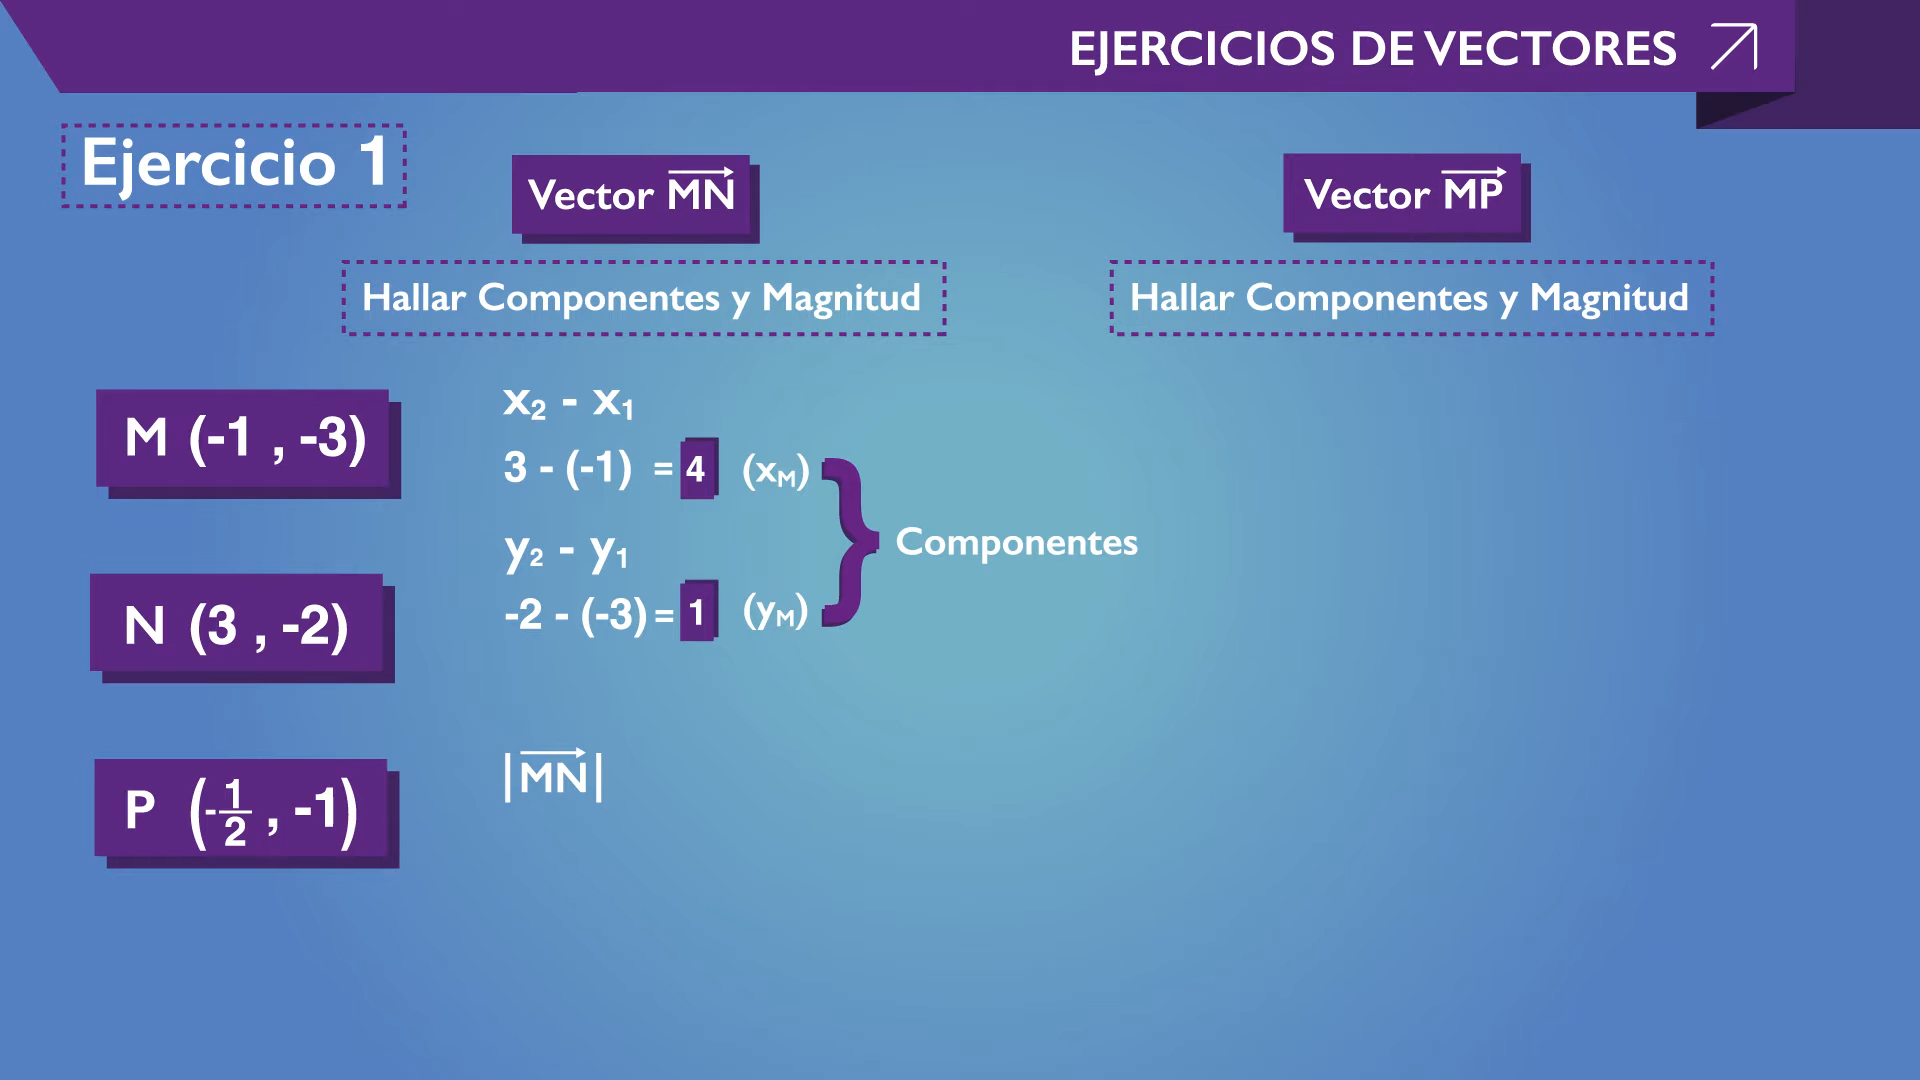 EJERCICIOS DE VECTORES
Ejercicio 1
Vector MN
Vector MP
Hallar Componentes y Magnitud
Hallar Componentes y Magnitud
M (-1 , -3)
N (3 , -2)
P (-1/2 , -1)
x₂ - x₁
3 - (-1) = 4 (xM)
y₂ - y₁
-2 - (-3) = 1 (yM)
Componentes
|MN|